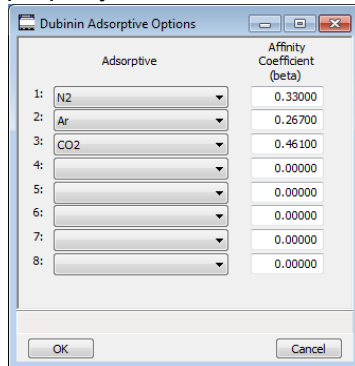 Dubinin Adsorptive Options
Adsorptive
Affinity
Coefficient
(beta)
1: N2 0.33000
2: Ar 0.26700
3: CO2 0.46100
4: 0.00000
5: 0.00000
6: 0.00000
7: 0.00000
8: 0.00000
OK Cancel